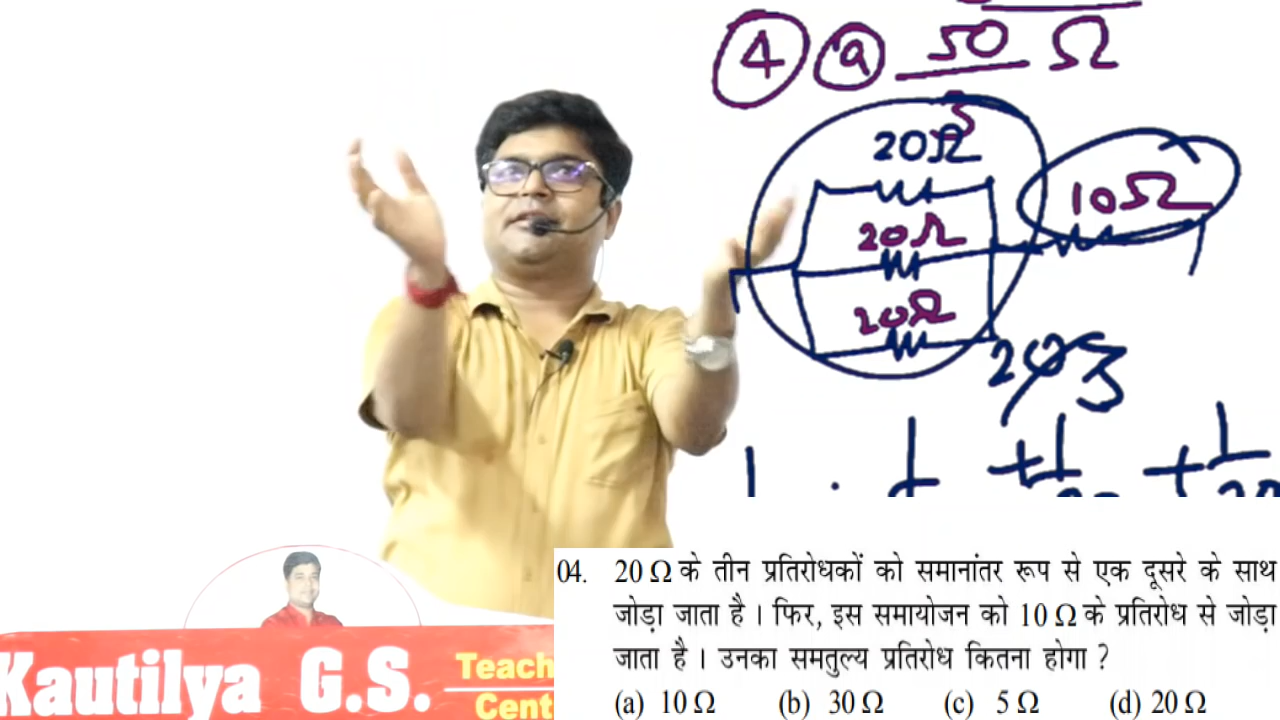 4 a 50 Ω
5
20Ω
20Ω
10Ω
20Ω
20/3
Kautilya G.S.
Teach
Cent
04. 20 Ω के तीन प्रतिरोधकों को समानांतर रूप से एक दूसरे के साथ
जोड़ा जाता है । फिर, इस समायोजन को 10 Ω के प्रतिरोध से जोड़ा
जाता है । उनका समतुल्य प्रतिरोध कितना होगा ?
(a) 10 Ω (b) 30 Ω (c) 5 Ω (d) 20 Ω